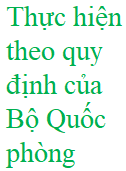 Thực hiện
theo quy
định của
Bộ Quốc
phòng